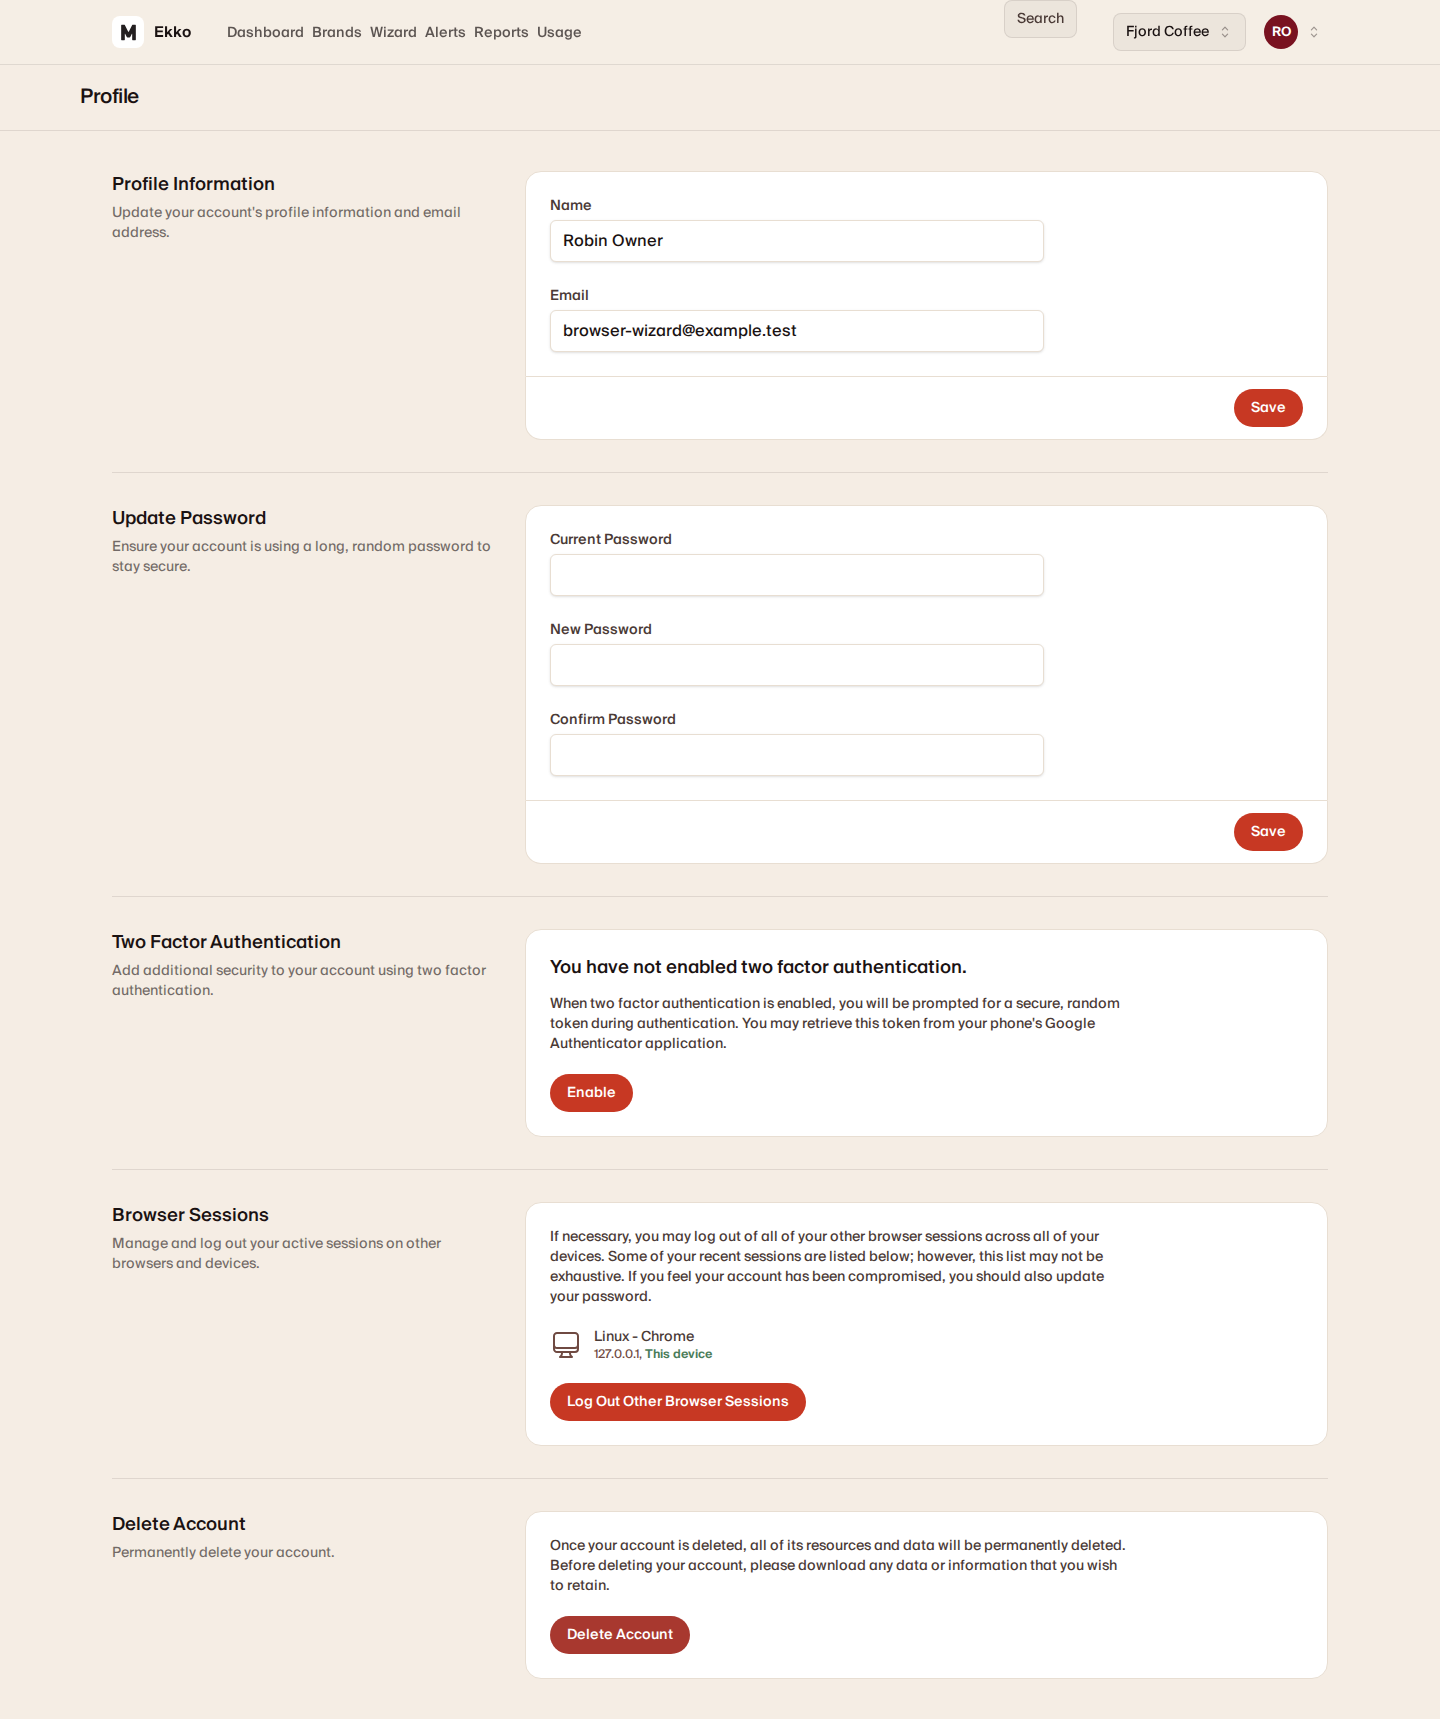 M Ekko Dashboard Brands Wizard Alerts Reports Usage Search Fjord Coffee RO
Profile
Profile Information
Update your account's profile information and email
address.
Name
Robin Owner
Email
browser-wizard@example.test
Save
Update Password
Ensure your account is using a long, random password to
stay secure.
Current Password
New Password
Confirm Password
Save
Two Factor Authentication
Add additional security to your account using two factor
authentication.
You have not enabled two factor authentication.
When two factor authentication is enabled, you will be prompted for a secure, random
token during authentication. You may retrieve this token from your phone's Google
Authenticator application.
Enable
Browser Sessions
Manage and log out your active sessions on other
browsers and devices.
If necessary, you may log out of all of your other browser sessions across all of your
devices. Some of your recent sessions are listed below; however, this list may not be
exhaustive. If you feel your account has been compromised, you should also update
your password.
Linux - Chrome
127.0.0.1, This device
Log Out Other Browser Sessions
Delete Account
Permanently delete your account.
Once your account is deleted, all of its resources and data will be permanently deleted.
Before deleting your account, please download any data or information that you wish
to retain.
Delete Account